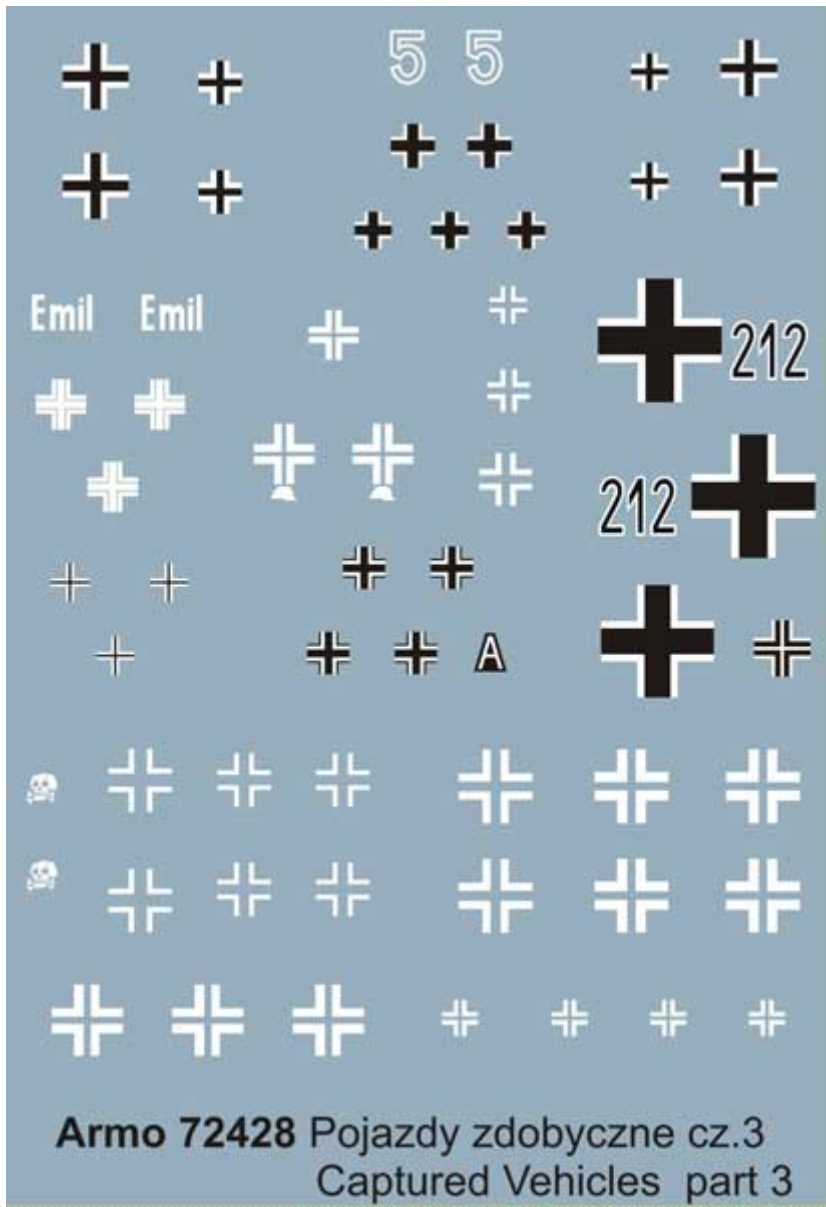 5 5
Emil Emil
212
212
A
Armo 72428 Pojazdy zdobyczne cz.3
Captured Vehicles part 3